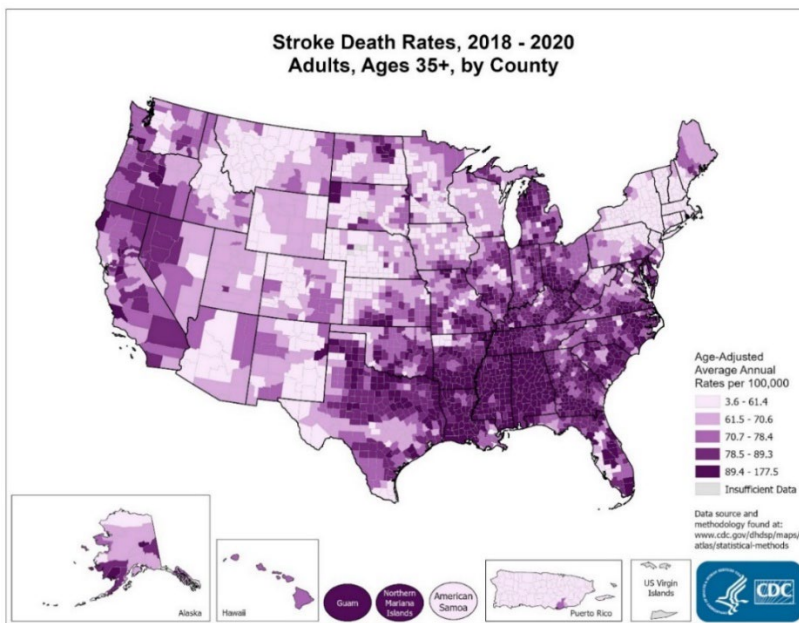 Stroke Death Rates, 2018 - 2020
Adults, Ages 35+, by County
Age-Adjusted
Average Annual
Rates per 100,000
3.6 - 61.4
61.5 - 70.6
70.7 - 78.4
78.5 - 89.3
89.4 - 177.5
Insufficient Data
Data source and
methodology found at:
www.cdc.gov/dhdsp/maps/
atlas/statistical-methods
Alaska
Hawaii
Guam
Northern
Mariana
Islands
American
Samoa
Puerto Rico
US Virgin
Islands
CDC